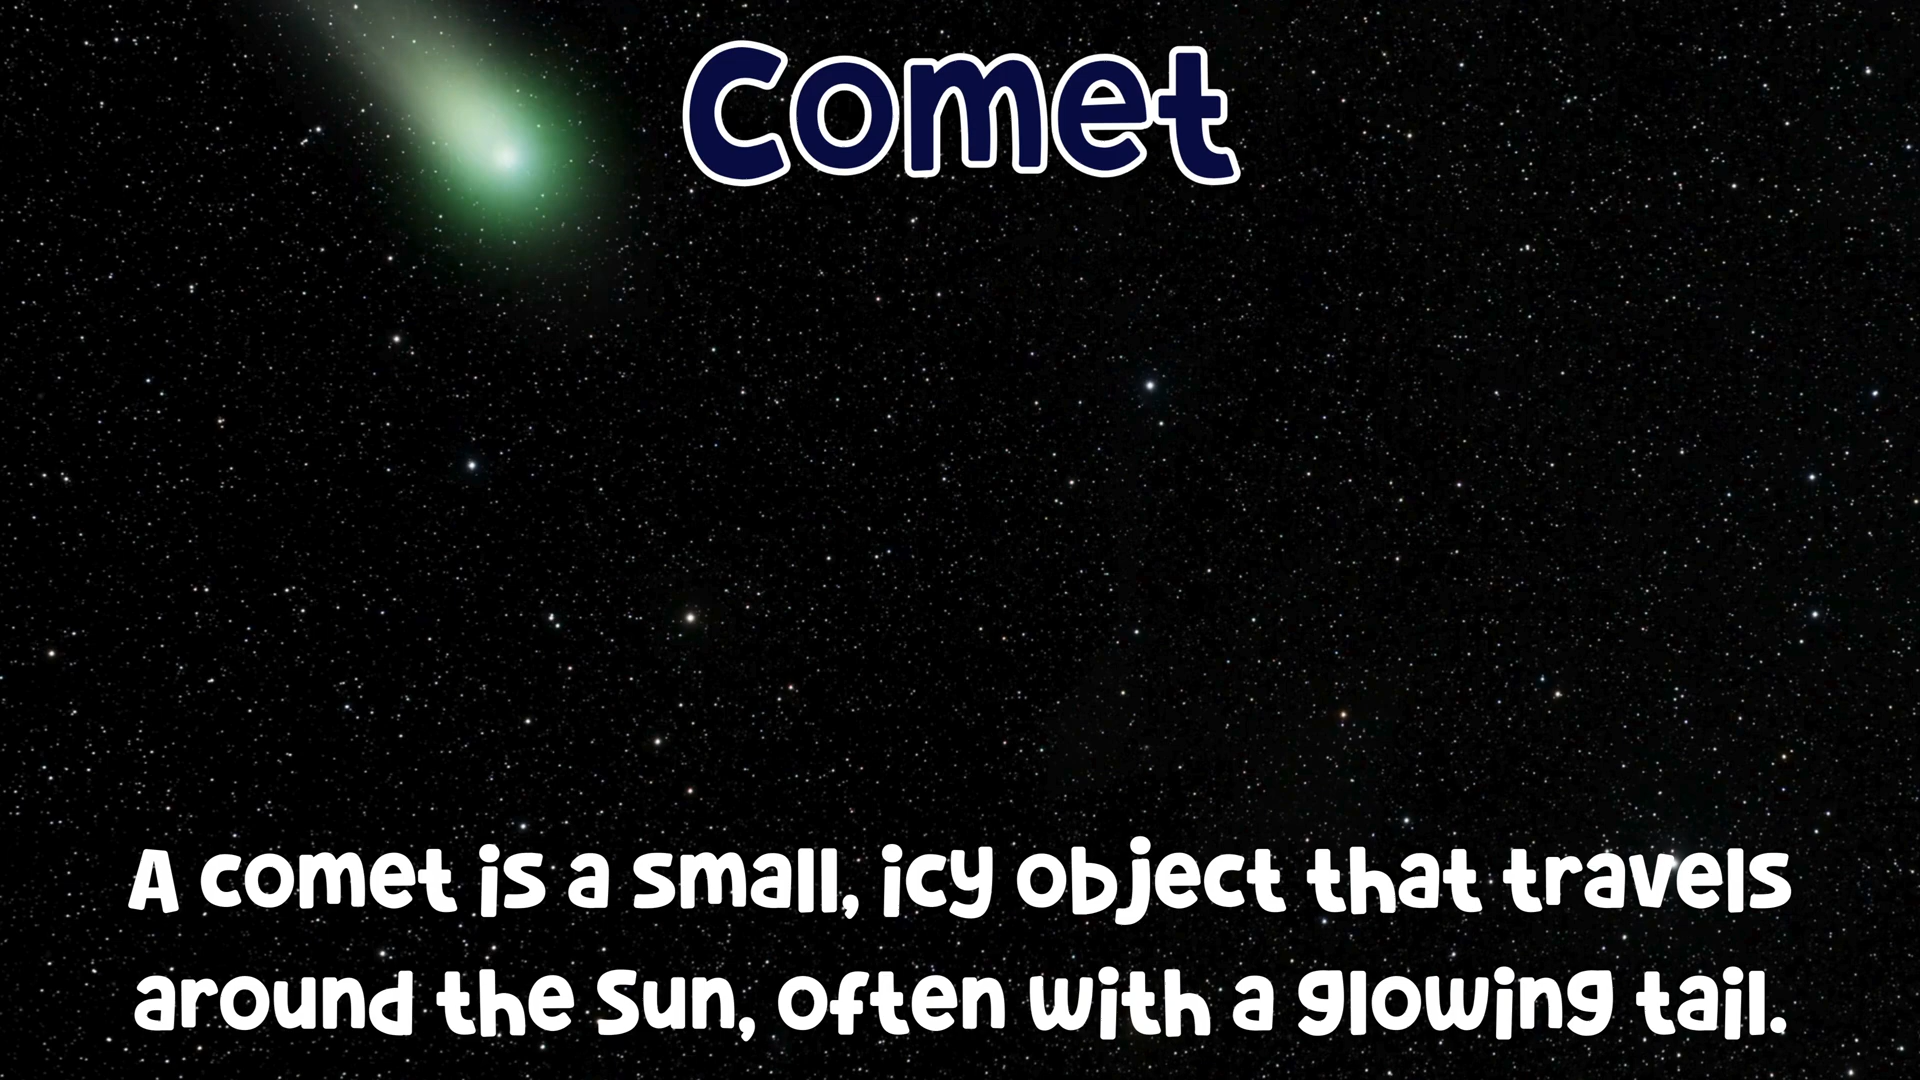 Comet
A comet is a small, icy object that travels
around the Sun, often with a glowing tail.